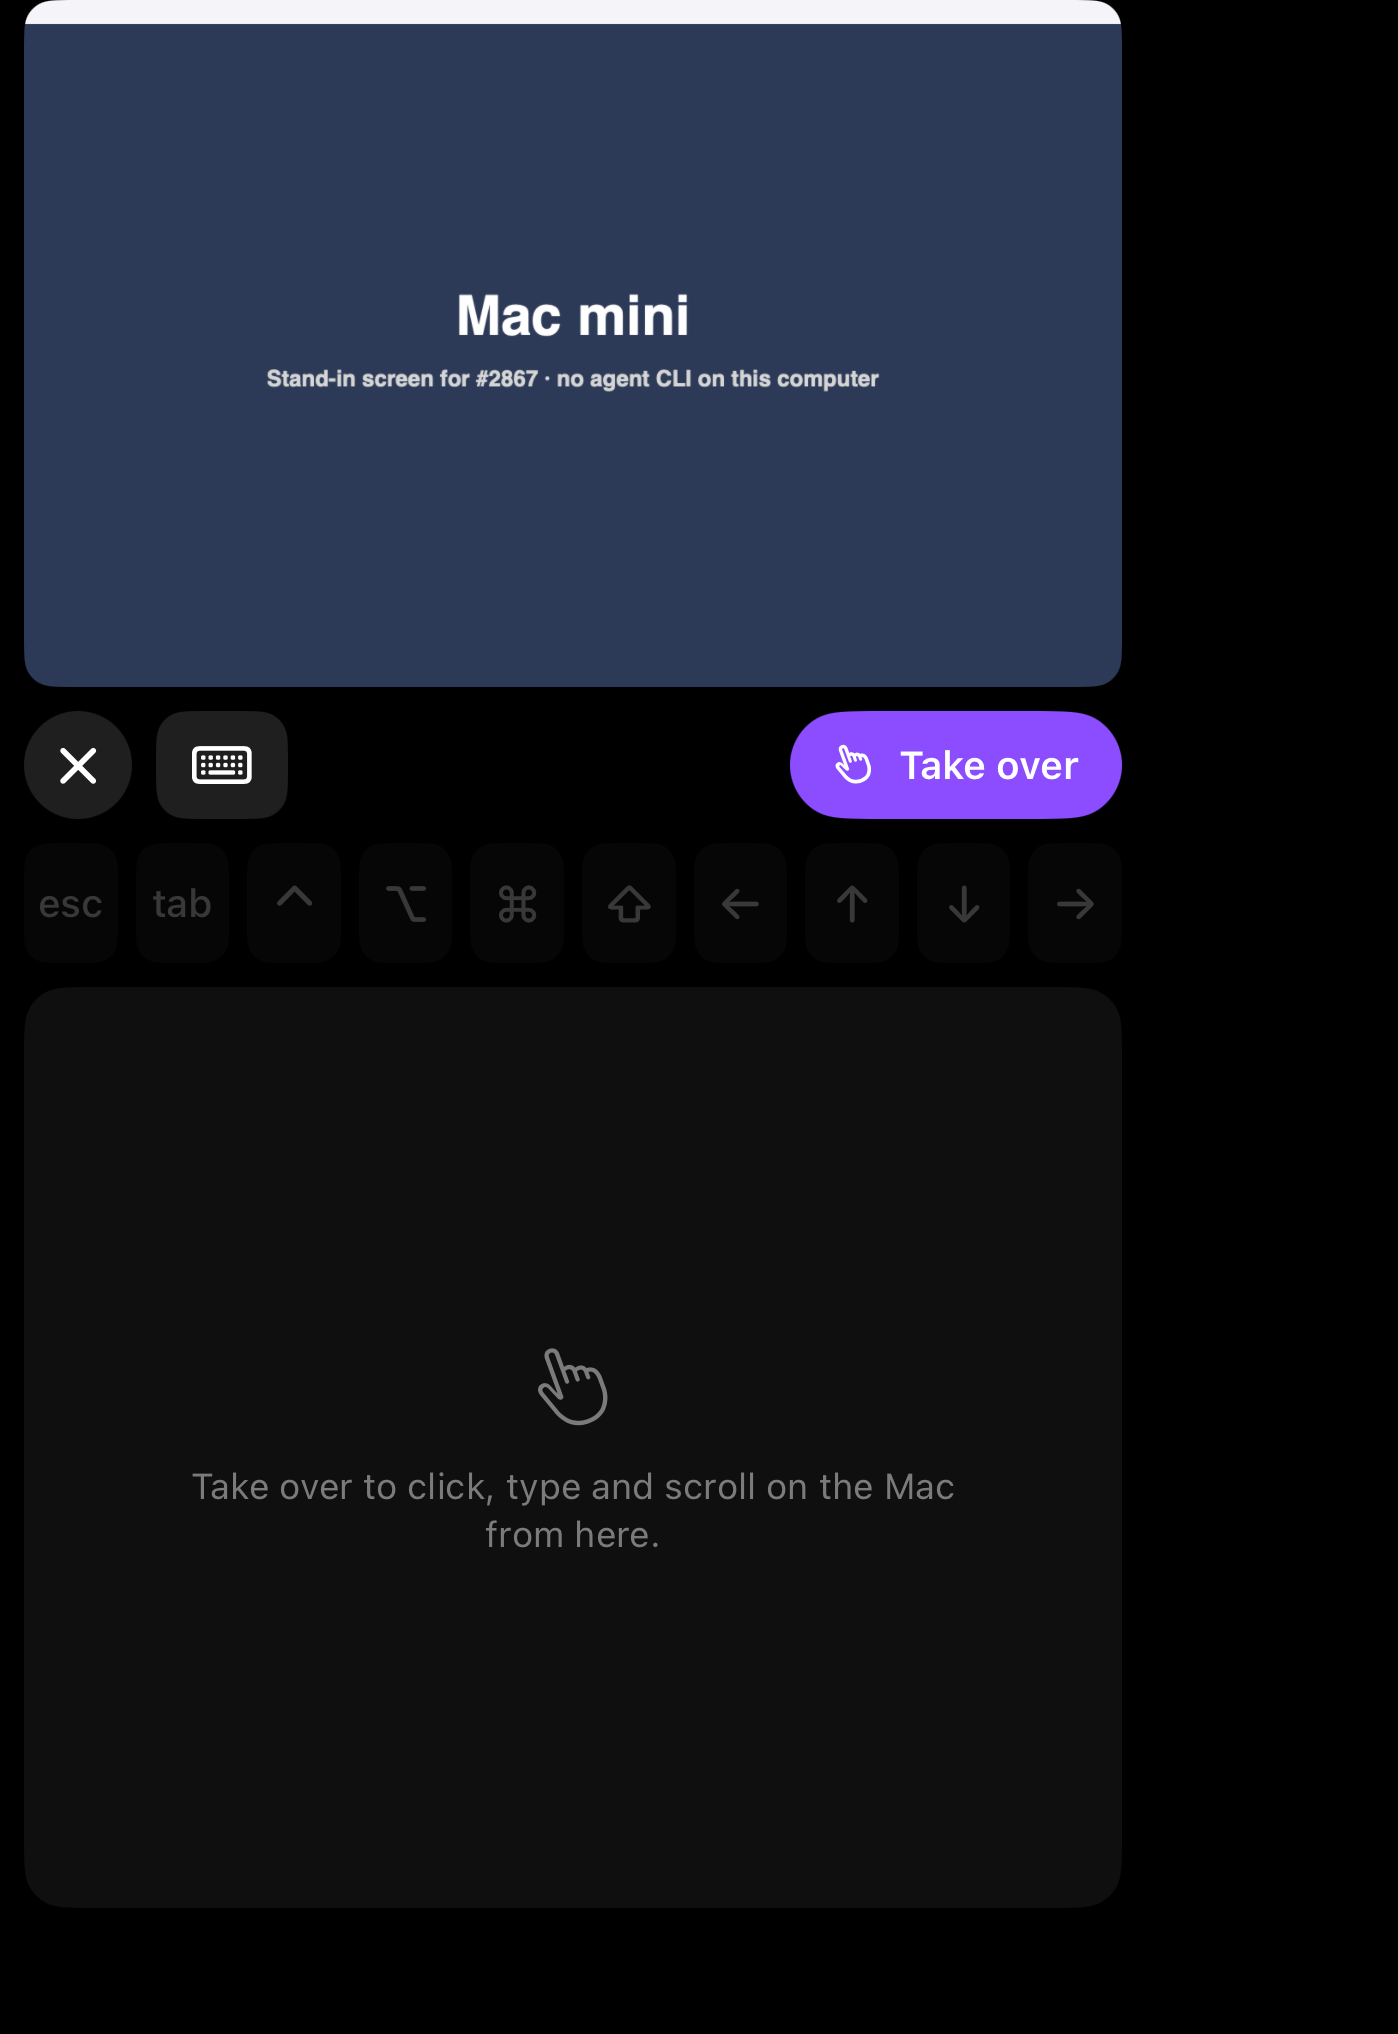 Mac mini
Stand-in screen for #2867 · no agent CLI on this computer
Take over
esc tab
Take over to click, type and scroll on the Mac
from here.